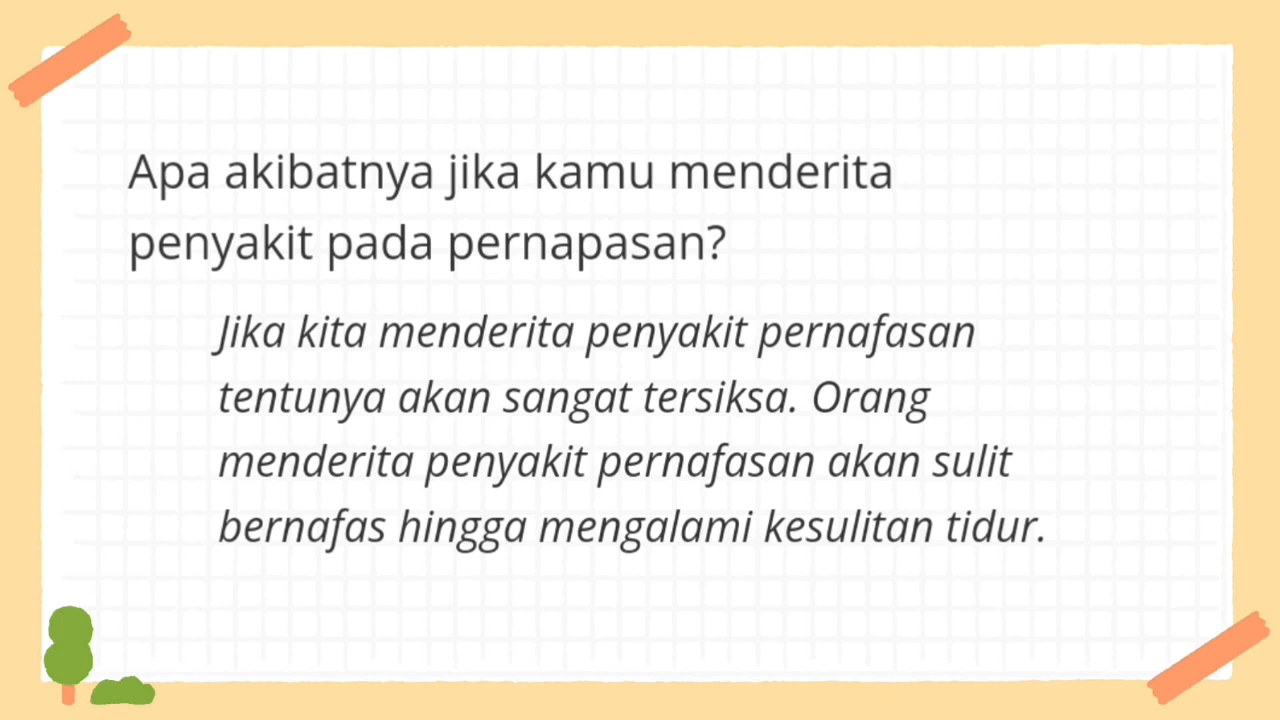 Apa akibatnya jika kamu menderita
penyakit pada pernapasan?
Jika kita menderita penyakit pernafasan
tentunya akan sangat tersiksa. Orang
menderita penyakit pernafasan akan sulit
bernafas hingga mengalami kesulitan tidur.